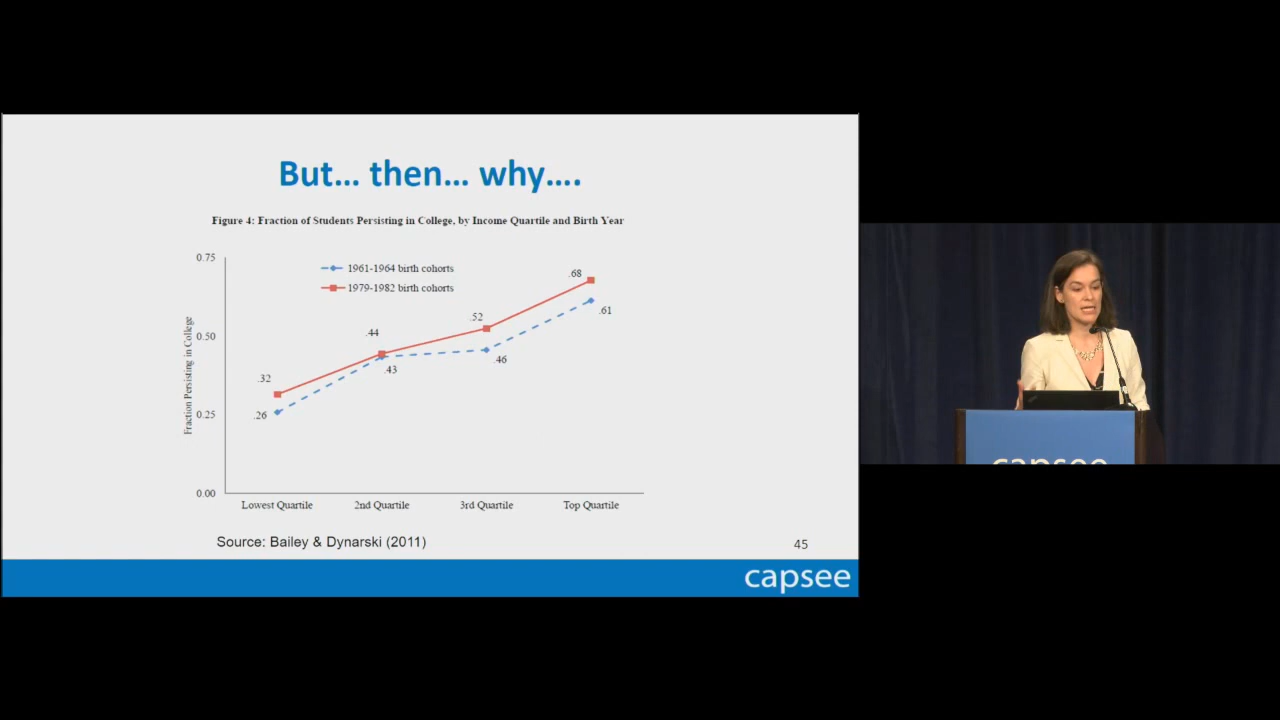 But... then... why....
Figure 4: Fraction of Students Persisting in College, by Income Quartile and Birth Year
0.75
0.50
0.25
0.00
Fraction Persisting in College
1961-1964 birth cohorts
1979-1982 birth cohorts
.32
.44
.52
.68
.26
.43
.46
.61
Lowest Quartile 2nd Quartile 3rd Quartile Top Quartile
Source: Bailey & Dynarski (2011)
45
capsee
capsee